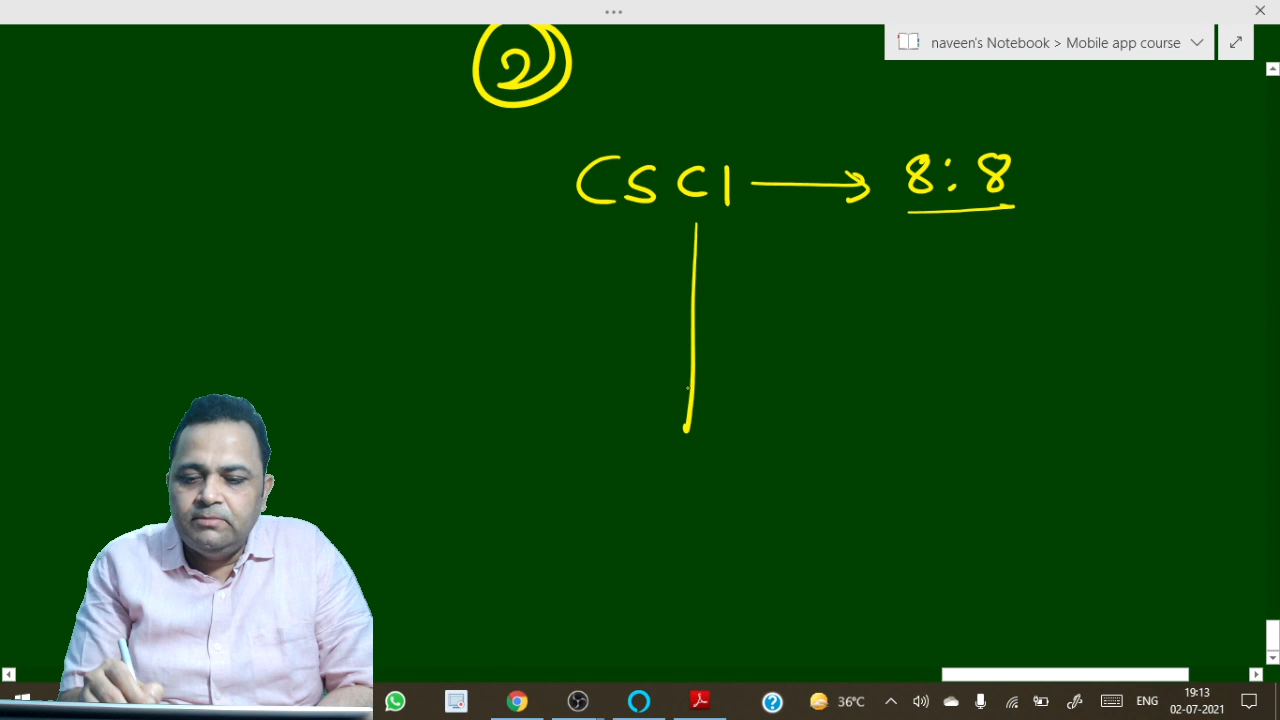 naveen's Notebook > Mobile app course
2
CSCl → 8:8
36°C
ENG
19:13
02-07-2021